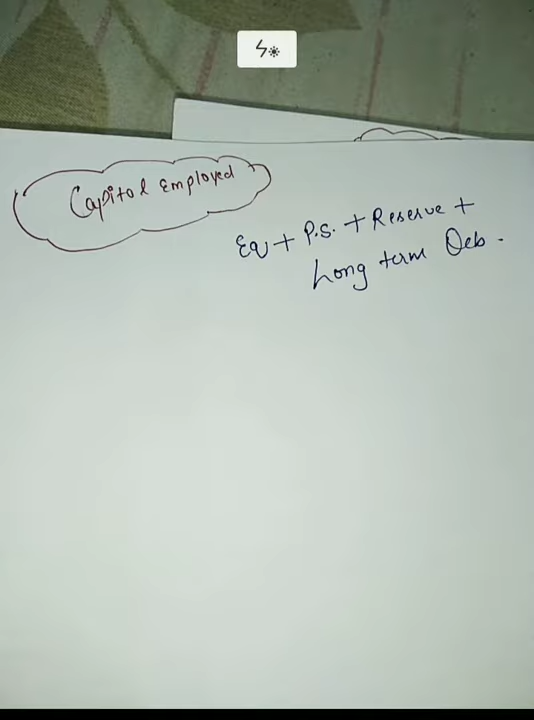 Capital Employed
Eq + P.S. + Reserve +
Long term Deb.